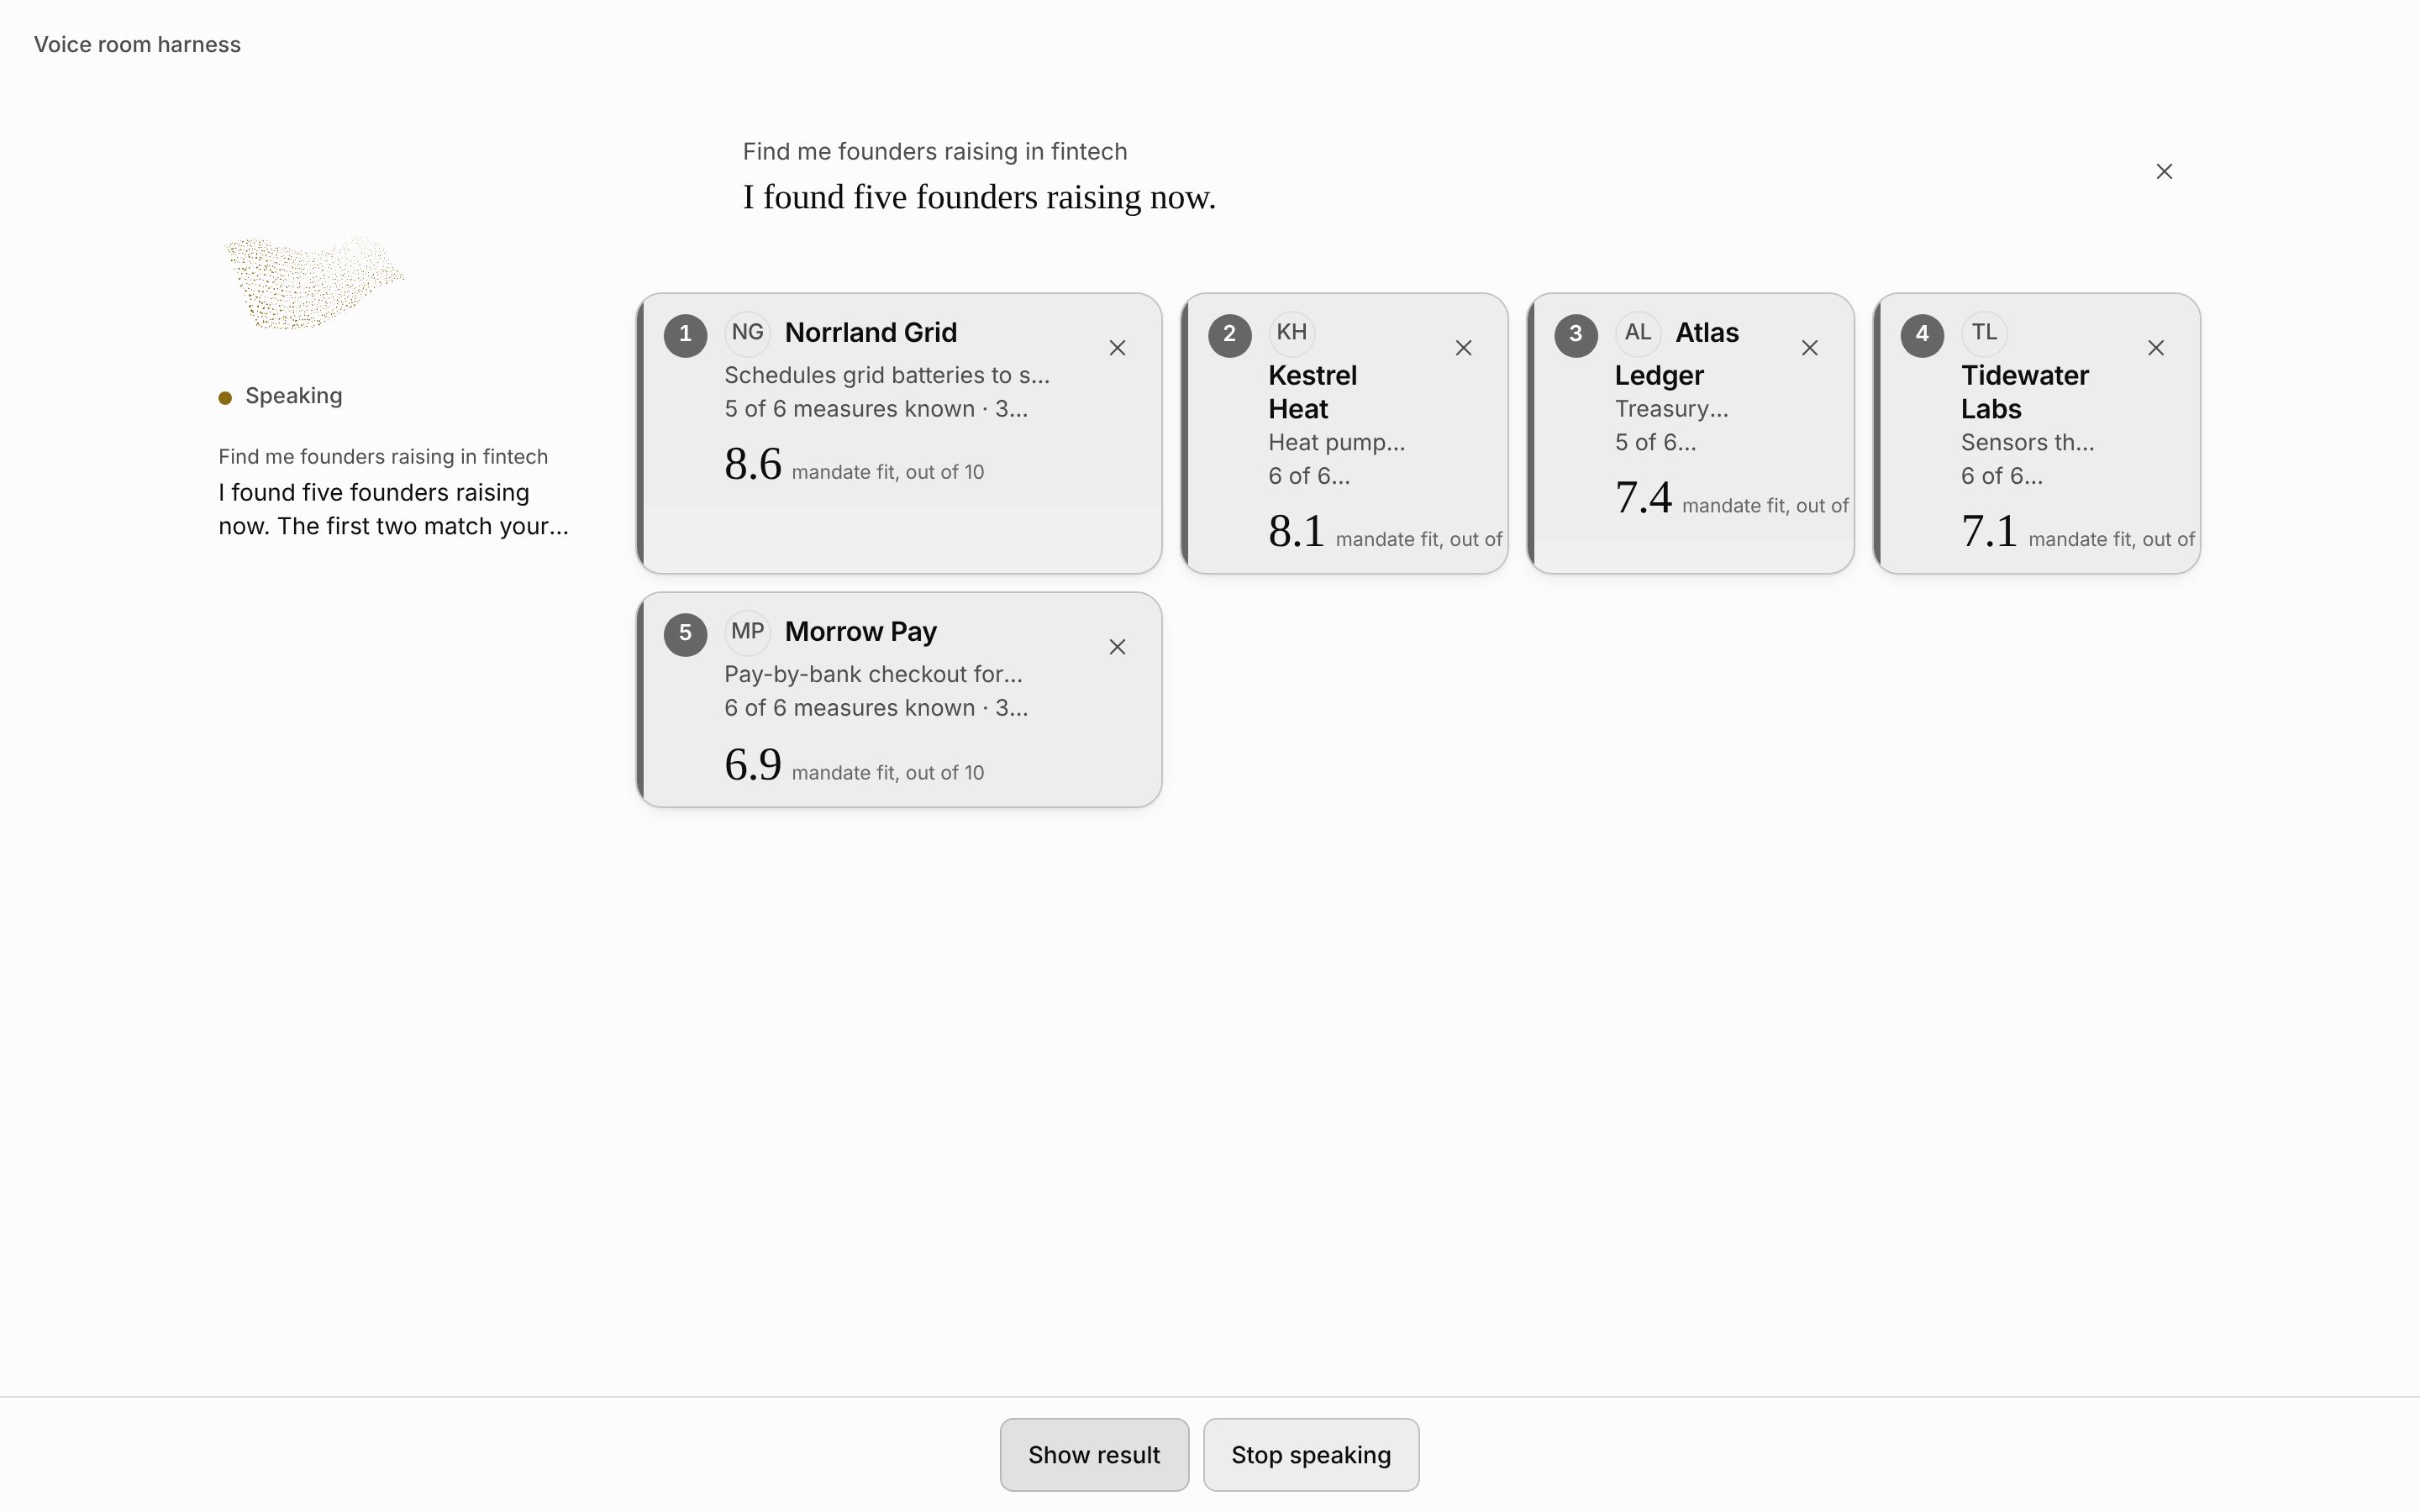 Voice room harness
Find me founders raising in fintech
I found five founders raising now.
Speaking
Find me founders raising in fintech
I found five founders raising
now. The first two match your...
1 NG Norrland Grid
Schedules grid batteries to s...
5 of 6 measures known · 3...
8.6 mandate fit, out of 10
2 KH
Kestrel
Heat
Heat pump...
6 of 6...
8.1 mandate fit, out of
3 AL Atlas
Ledger
Treasury...
5 of 6...
7.4 mandate fit, out of
4 TL
Tidewater
Labs
Sensors th...
6 of 6...
7.1 mandate fit, out of
5 MP Morrow Pay
Pay-by-bank checkout for...
6 of 6 measures known · 3...
6.9 mandate fit, out of 10
Show result
Stop speaking